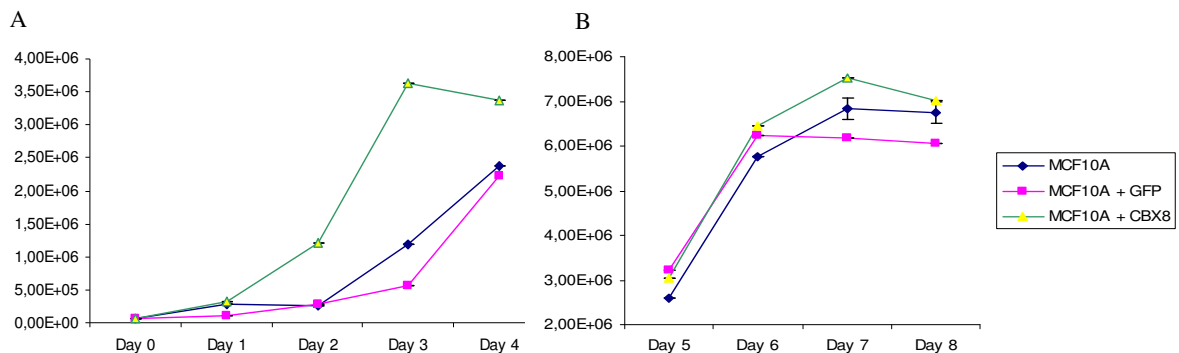 A
4,00E+06
3,50E+06
3,00E+06
2,50E+06
2,00E+06
1,50E+06
1,00E+06
5,00E+05
0,00E+00
Day 0 Day 1 Day 2 Day 3 Day 4
B
8,00E+06
7,00E+06
6,00E+06
5,00E+06
4,00E+06
3,00E+06
2,00E+06
Day 5 Day 6 Day 7 Day 8
MCF10A
MCF10A + GFP
MCF10A + CBX8